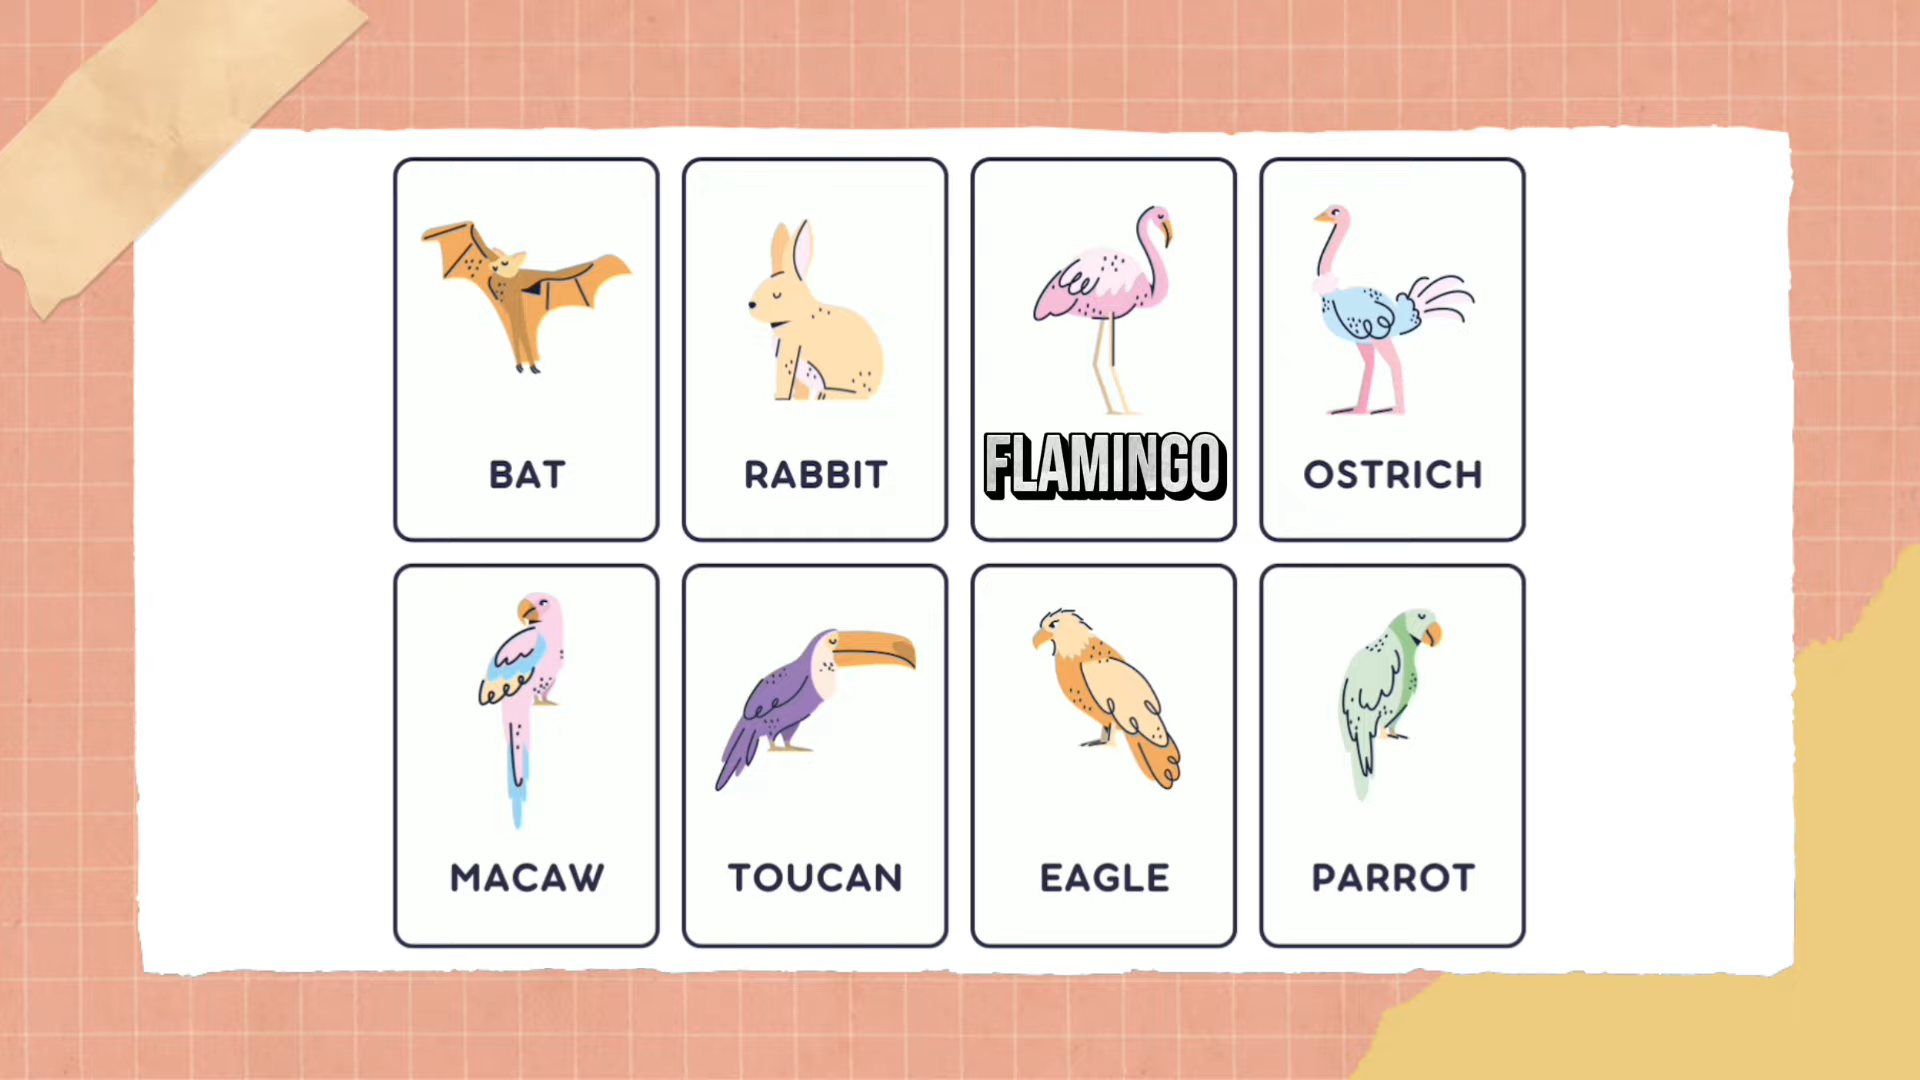 BAT
RABBIT
FLAMINGO
OSTRICH
MACAW
TOUCAN
EAGLE
PARROT